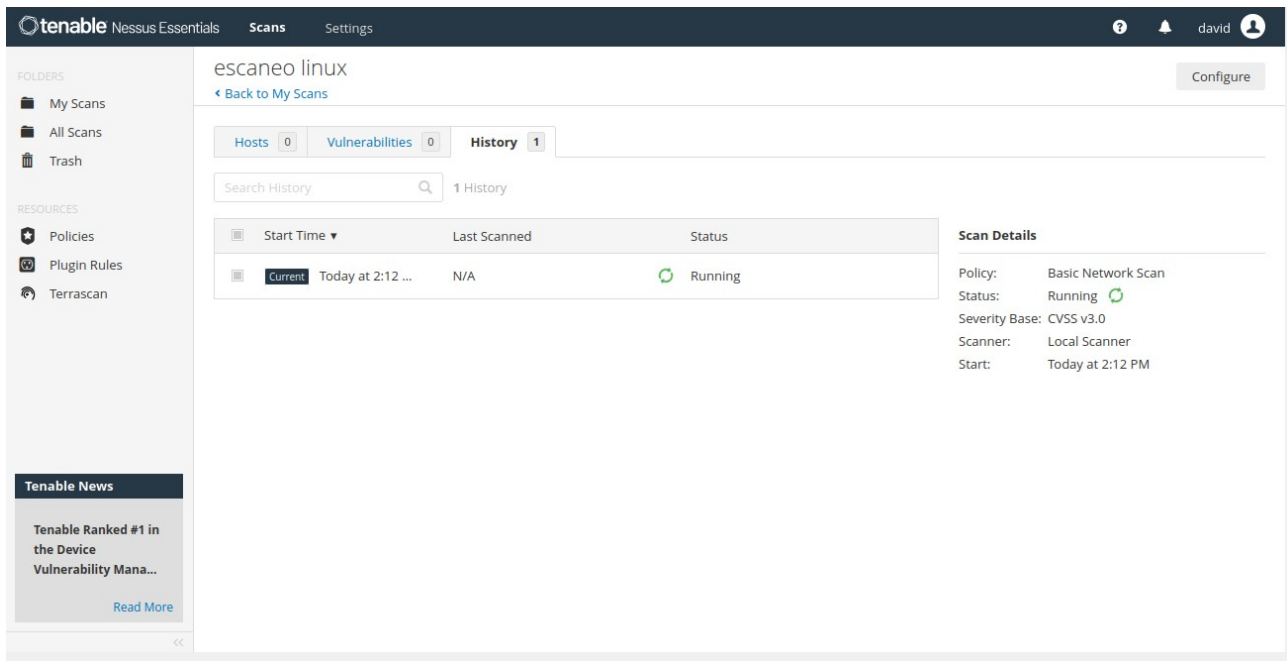 tenable Nessus Essentials Scans Settings david
FOLDERS
My Scans
All Scans
Trash
RESOURCES
Policies
Plugin Rules
Terrascan
Tenable News
Tenable Ranked #1 in
the Device
Vulnerability Mana...
Read More
escaneo linux
Back to My Scans
Configure
Hosts 0 Vulnerabilities 0 History 1
Search History 1 History
Start Time Last Scanned Status
Current Today at 2:12 ... N/A Running
Scan Details
Policy: Basic Network Scan
Status: Running
Severity Base: CVSS v3.0
Scanner: Local Scanner
Start: Today at 2:12 PM